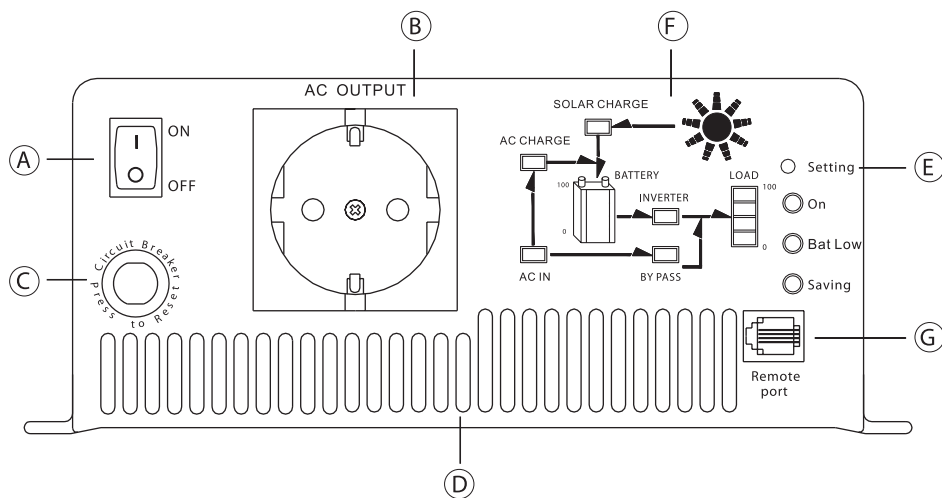 B
F
AC OUTPUT
SOLAR CHARGE
ON
AC CHARGE
A
OFF
BATTERY
LOAD
Setting
E
100
INVERTER
100
On
0
0
Bat Low
AC IN
BY PASS
Saving
C
Circuit Breaker
Press to Reset
G
Remote
port
D